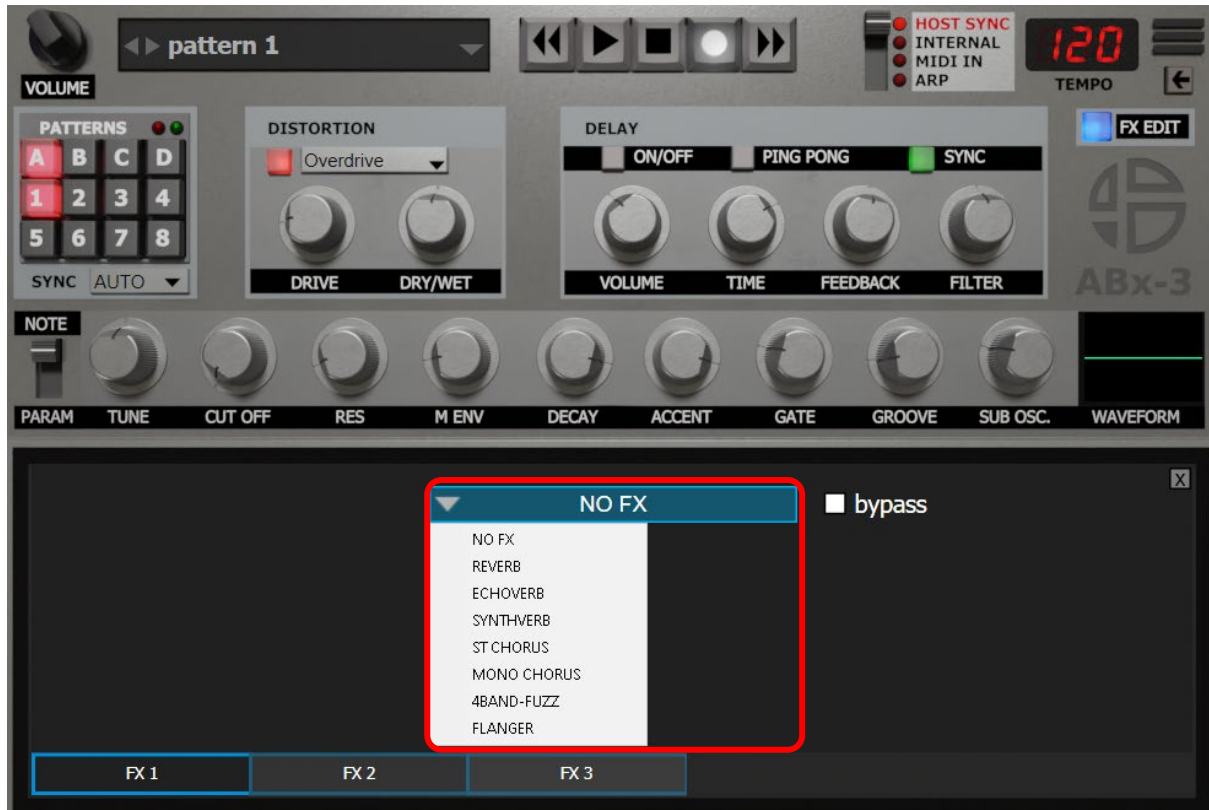 pattern 1
HOST SYNC
INTERNAL
MIDI IN
ARP
120
TEMPO
VOLUME
PATTERNS
A B C D
1 2 3 4
5 6 7 8
SYNC AUTO
DISTORTION
Overdrive
DRIVE DRY/WET
DELAY
ON/OFF PING PONG SYNC
VOLUME TIME FEEDBACK FILTER
FX EDIT
ABx-3
NOTE
PARAM TUNE CUT OFF RES M ENV DECAY ACCENT GATE GROOVE SUB OSC. WAVEFORM
X
NO FX
bypass
NO FX
REVERB
ECHOVERB
SYNTHVERB
ST CHORUS
MONO CHORUS
4BAND-FUZZ
FLANGER
FX 1 FX 2 FX 3